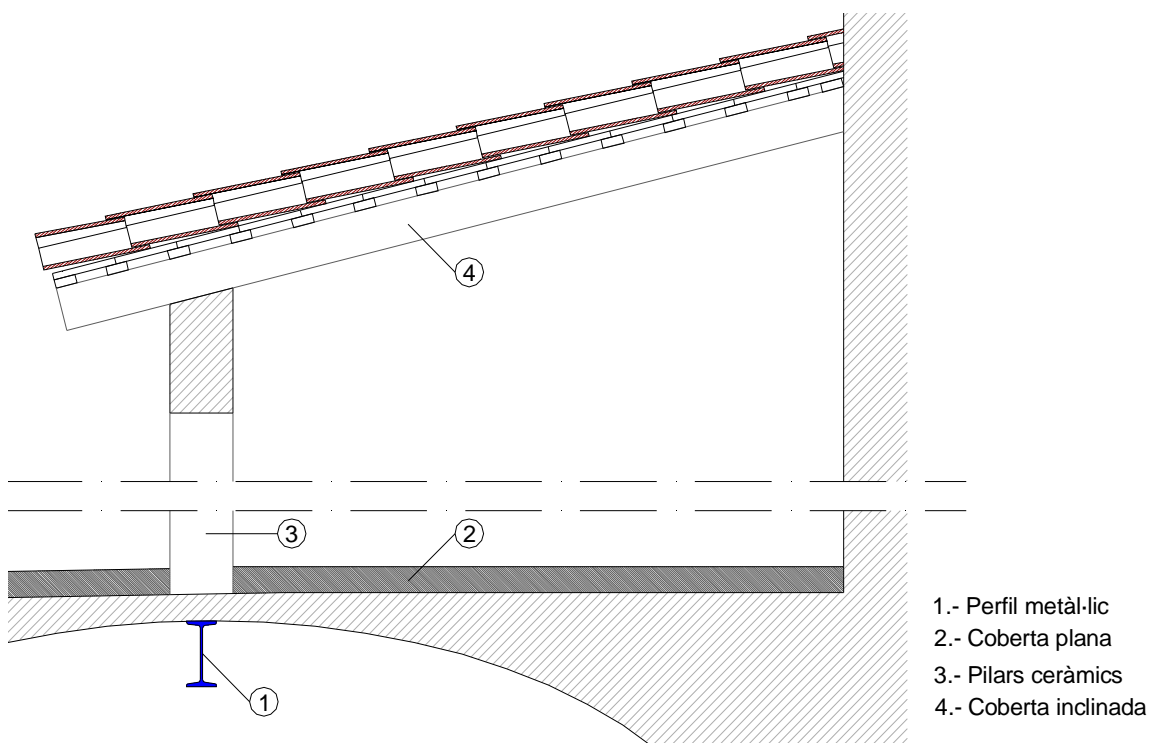 4
3
2
1
1.- Perfil metàl·lic
2.- Coberta plana
3.- Pilars ceràmics
4.- Coberta inclinada